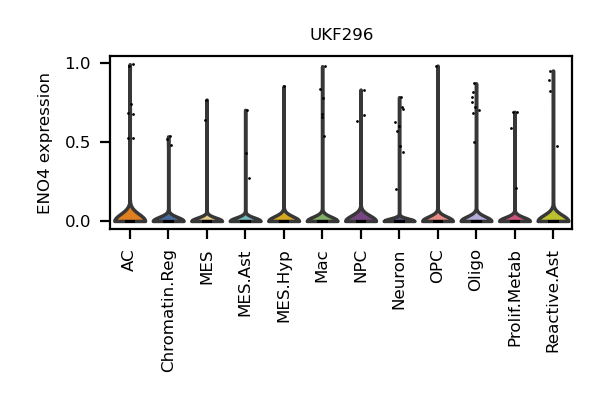 UKF296
ENO4 expression
1.0
0.5
0.0
AC
Chromatin.Reg
MES
MES.Ast
MES.Hyp
Mac
NPC
Neuron
OPC
Oligo
Prolif.Metab
Reactive.Ast